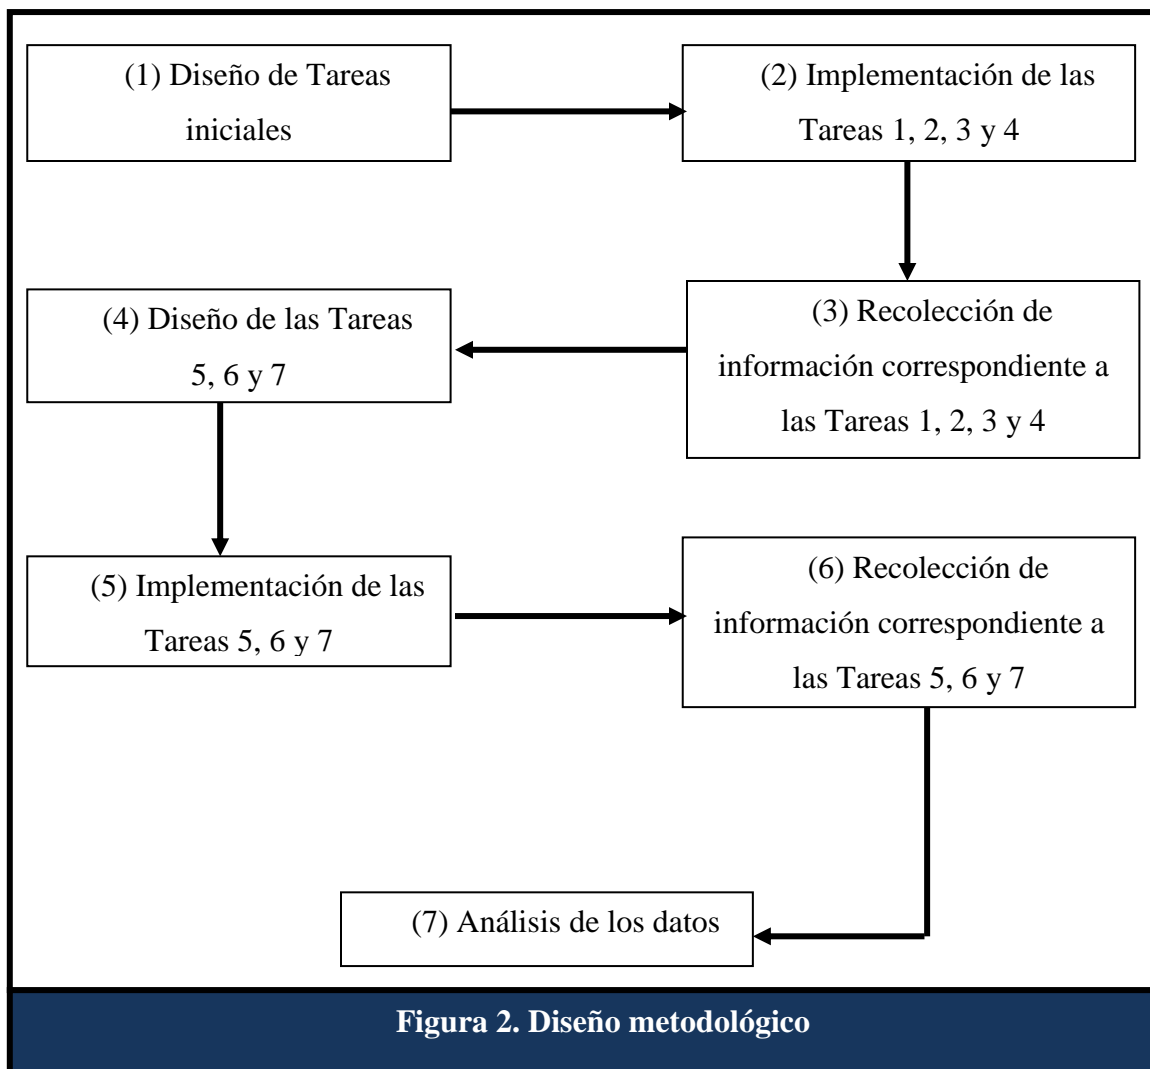 (1) Diseño de Tareas
iniciales
(2) Implementación de las
Tareas 1, 2, 3 y 4
(3) Recolección de
información correspondiente a
las Tareas 1, 2, 3 y 4
(4) Diseño de las Tareas
5, 6 y 7
(5) Implementación de las
Tareas 5, 6 y 7
(6) Recolección de
información correspondiente a
las Tareas 5, 6 y 7
(7) Análisis de los datos
Figura 2. Diseño metodológico